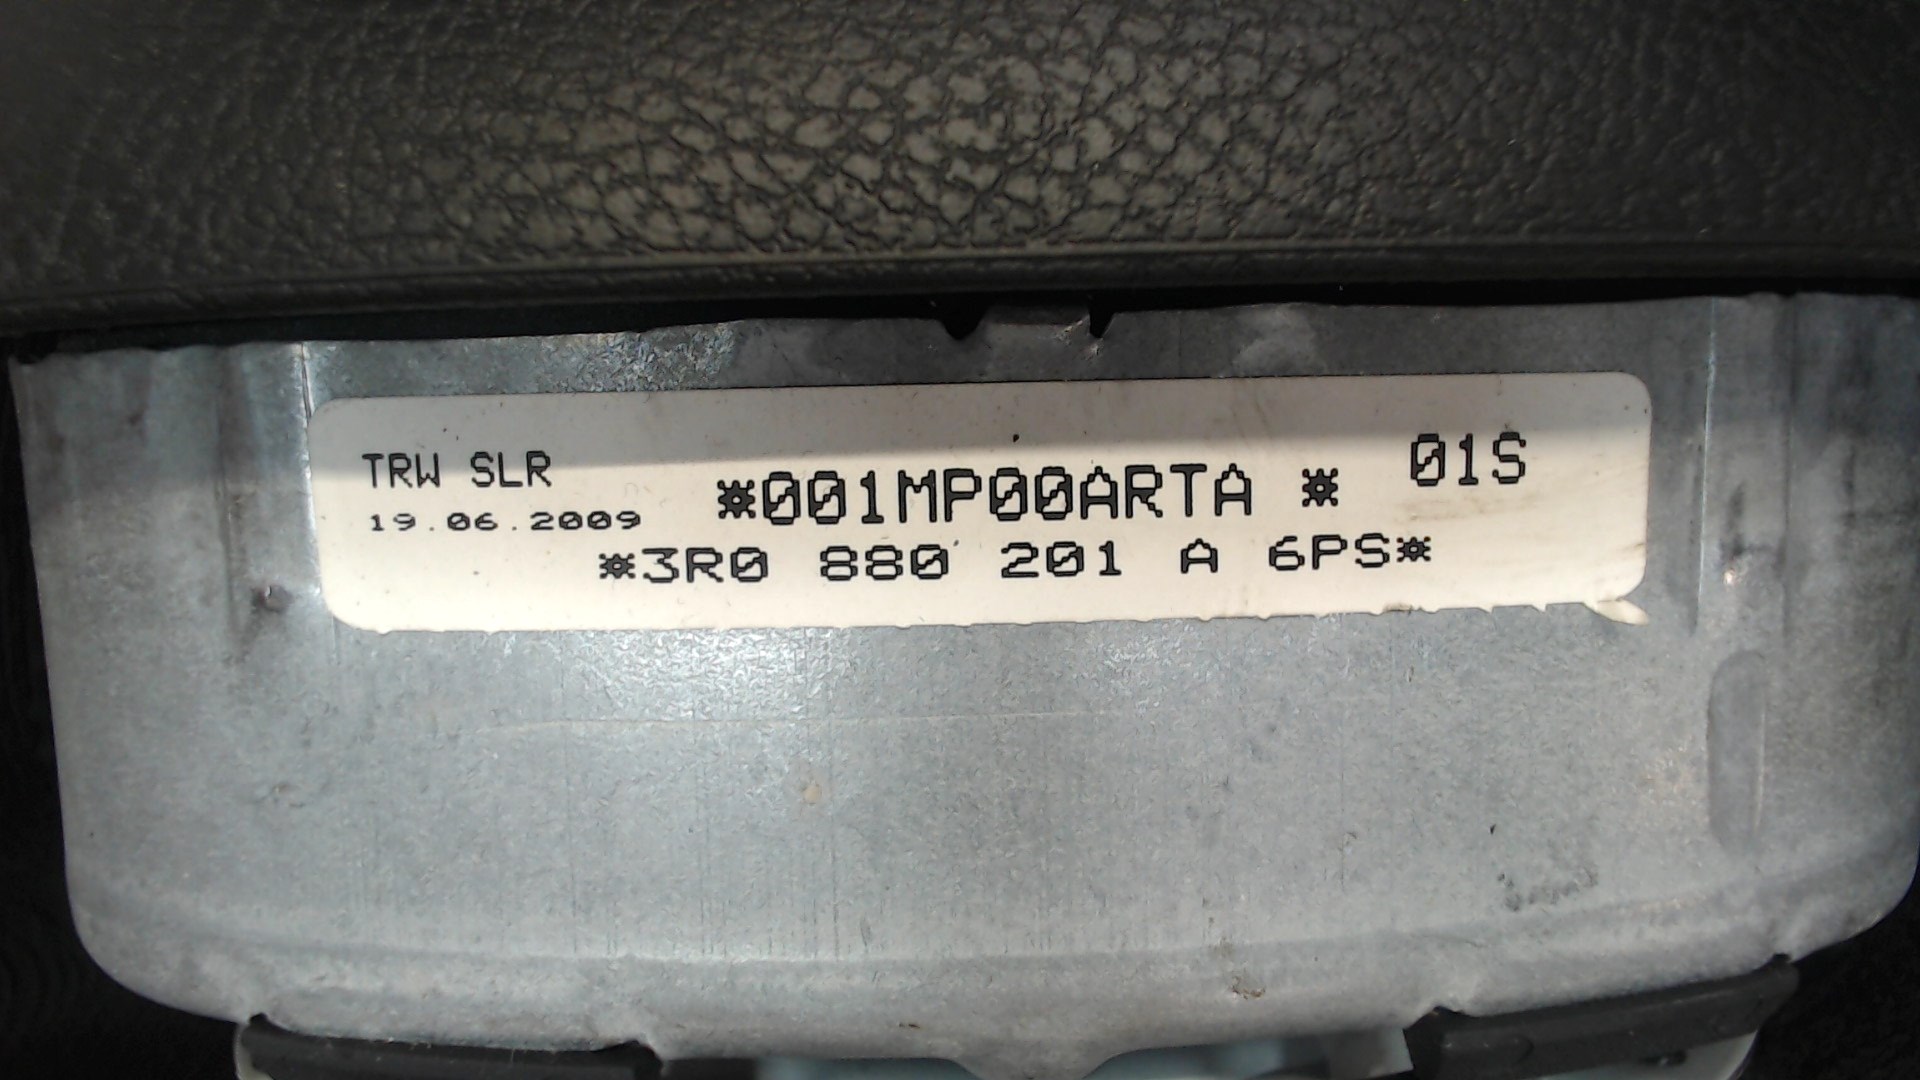 TRW SLR
19.06.2009
*001MP00ARTA *
01S
*3R0 880 201 A 6PS*